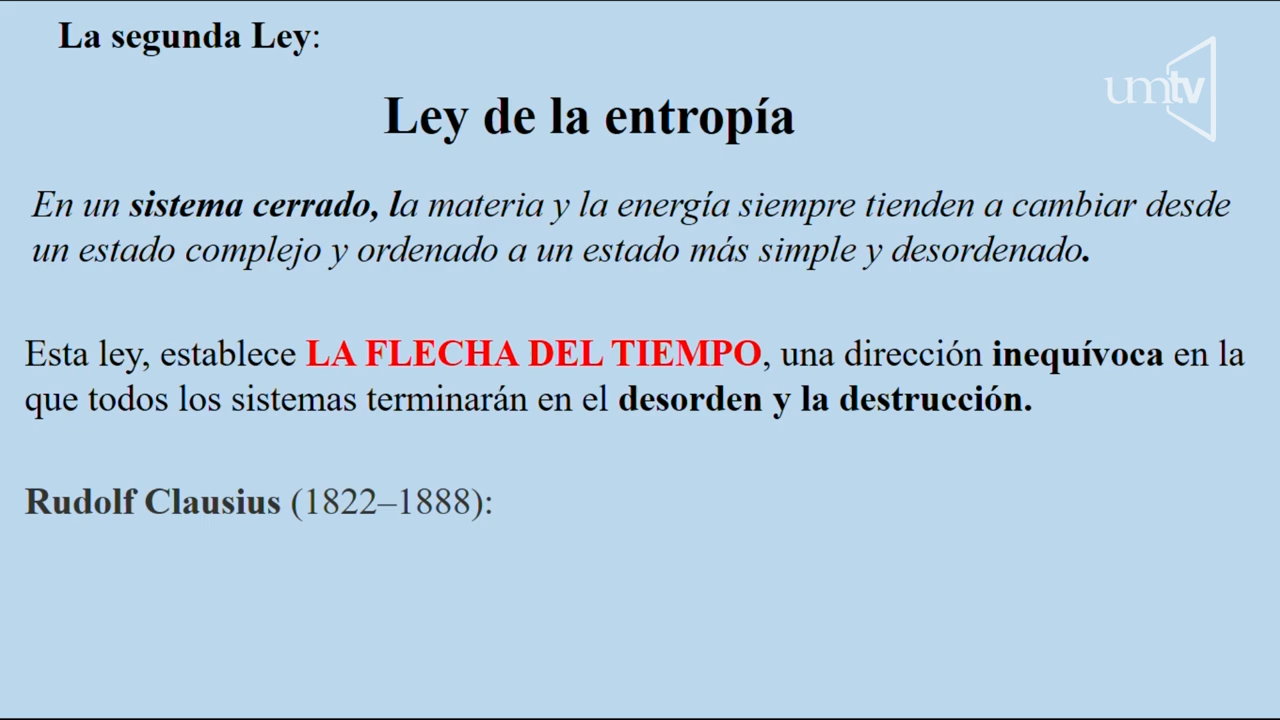 La segunda Ley:
umtv
Ley de la entropía
En un sistema cerrado, la materia y la energía siempre tienden a cambiar desde
un estado complejo y ordenado a un estado más simple y desordenado.
Esta ley, establece LA FLECHA DEL TIEMPO, una dirección inequívoca en la
que todos los sistemas terminarán en el desorden y la destrucción.
Rudolf Clausius (1822–1888):